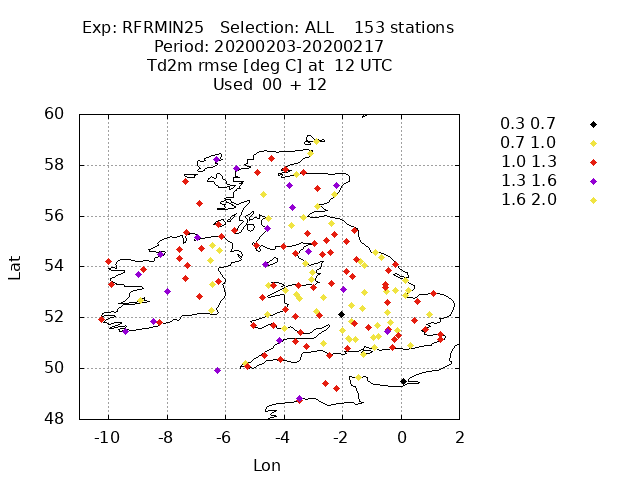 Exp: RFRMIN25 Selection: ALL 153 stations
Period: 20200203-20200217
Td2m rmse [deg C] at 12 UTC
Used 00 + 12
60
58
56
54
52
50
48
Lat
-10 -8 -6 -4 -2 0 2
Lon
0.3 0.7
0.7 1.0
1.0 1.3
1.3 1.6
1.6 2.0